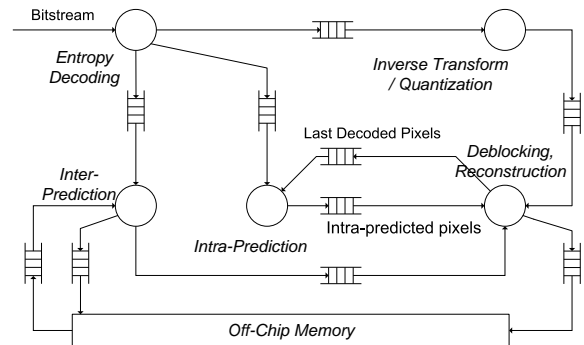 Bitstream
Entropy
Decoding
Inverse Transform
/ Quantization
Last Decoded Pixels
Deblocking,
Reconstruction
Inter-
Prediction
Intra-predicted pixels
Intra-Prediction
Off-Chip Memory